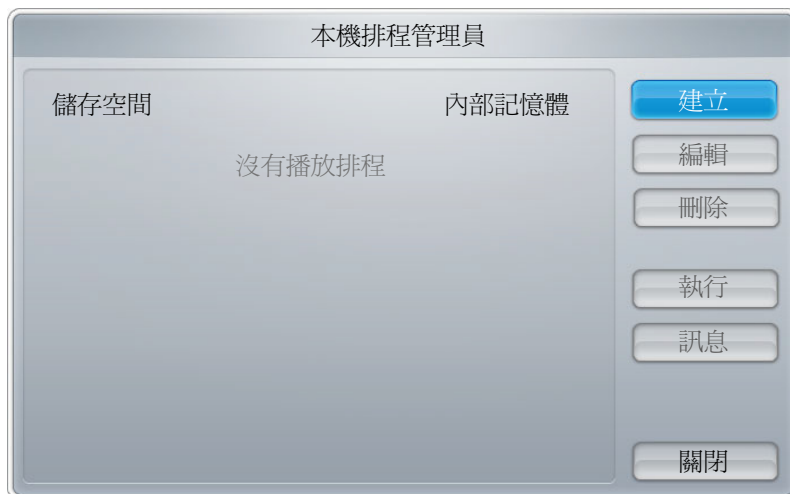 本機排程管理員
儲存空間 內部記憶體
沒有播放排程
建立
編輯
刪除
執行
訊息
關閉